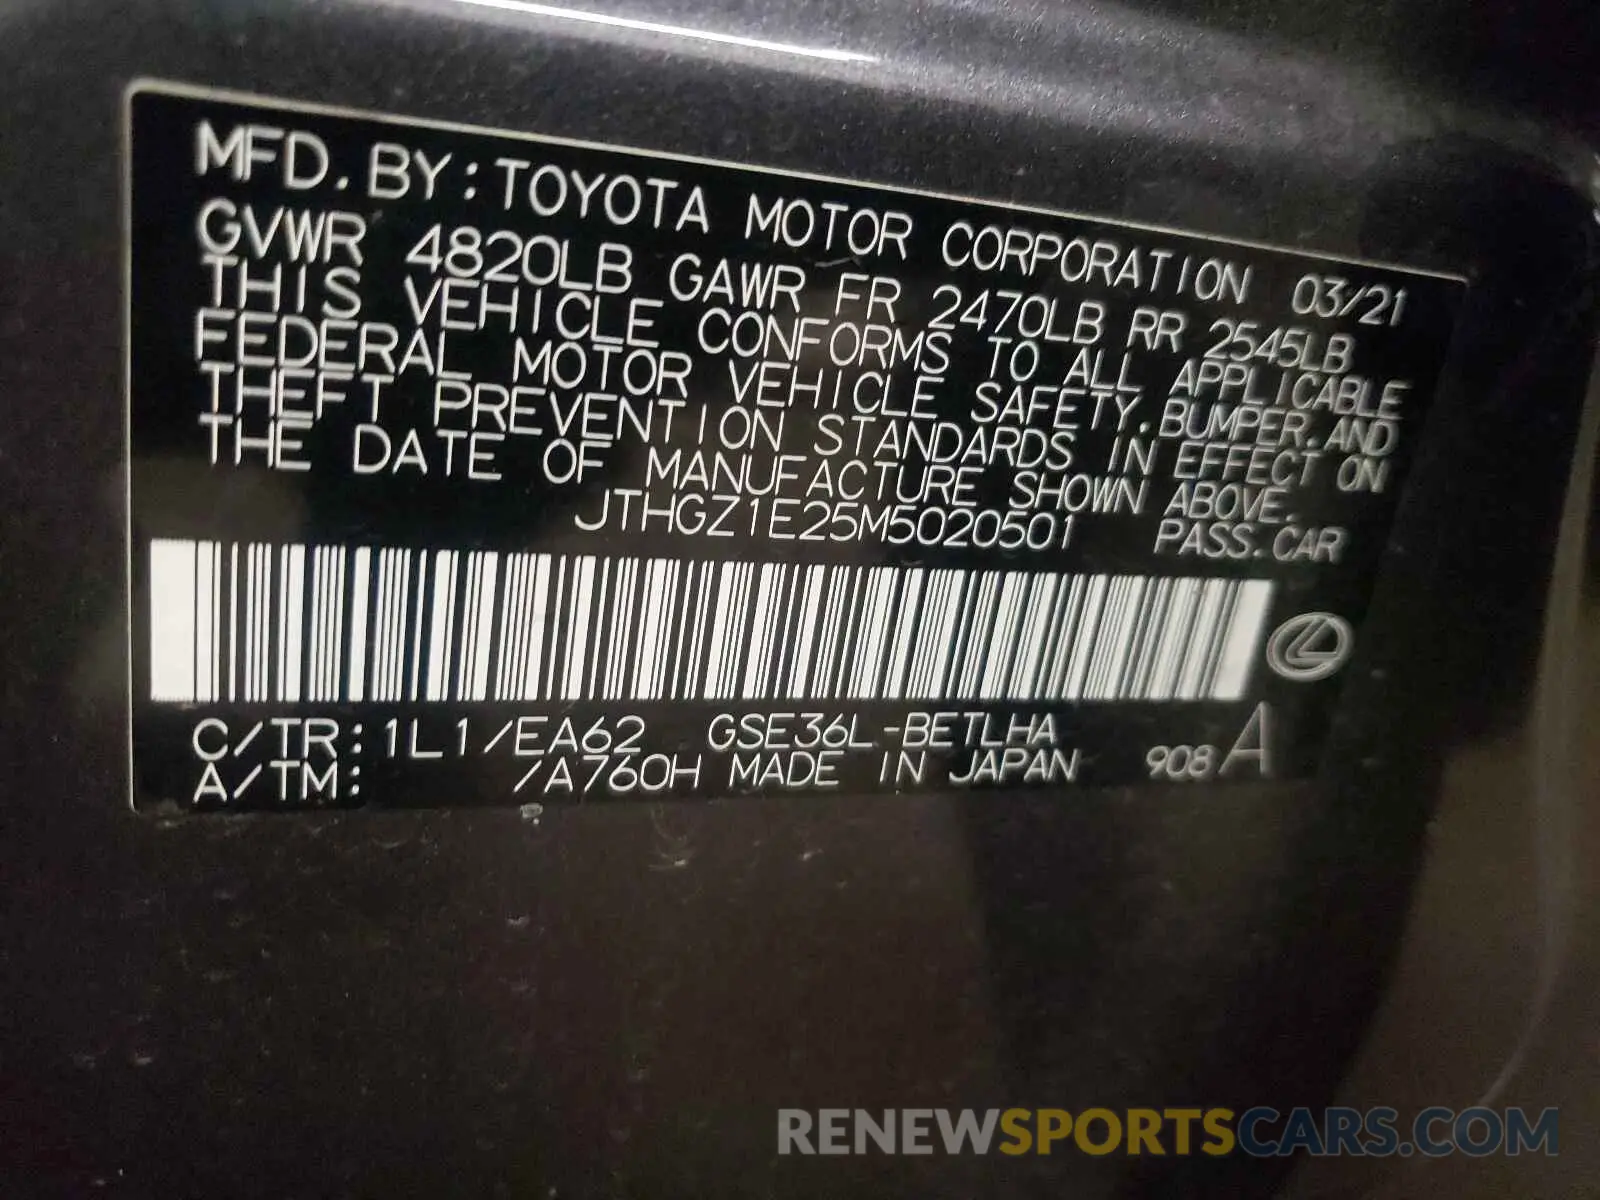 MFD. BY: TOYOTA MOTOR CORPORATION 03/21
GVWR 4820LB GAWR FR 2470LB RR 2545LB
THIS VEHICLE CONFORMS TO ALL APPLICABLE
FEDERAL MOTOR VEHICLE SAFETY, BUMPER, AND
THEFT PREVENTION STANDARDS IN EFFECT ON
THE DATE OF MANUFACTURE SHOWN ABOVE.
JTHGZ1E25M5020501 PASS. CAR
C/TR: 1L1/EA62 GSE36L-BETLHA
A/TM: /A760H MADE IN JAPAN 908 A
RENEWSPORTSCARS.COM